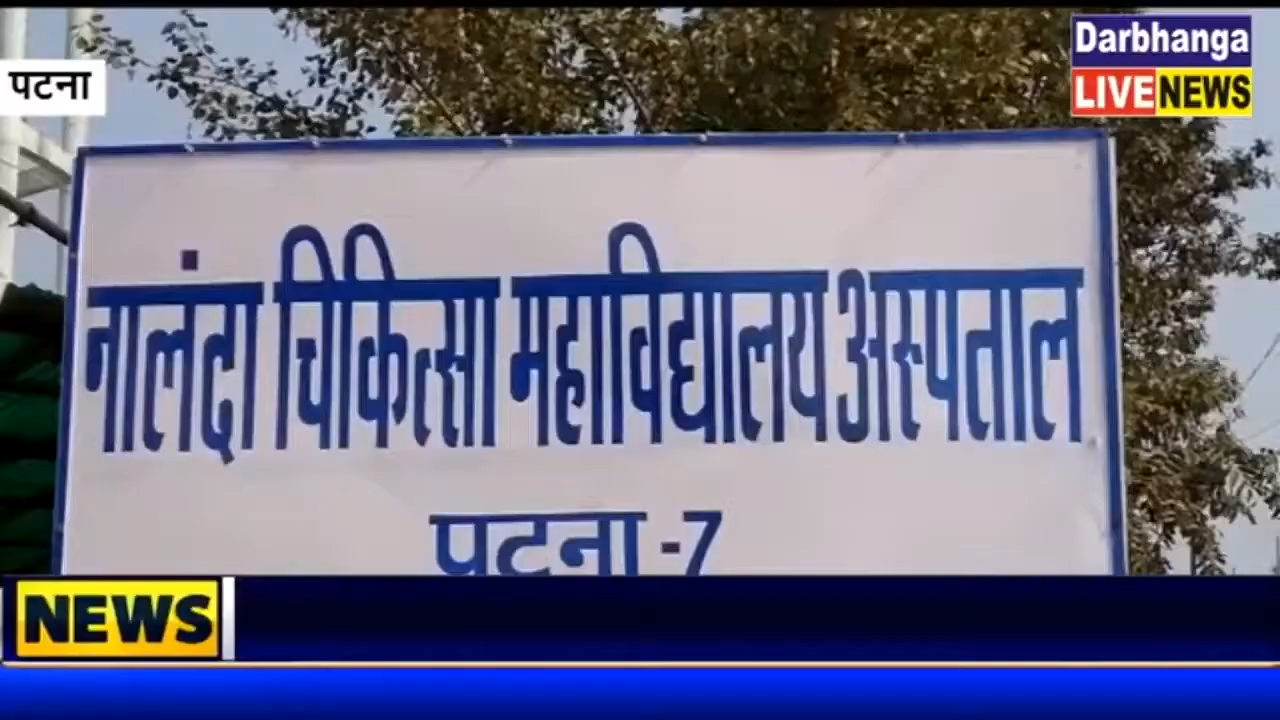 Darbhanga
LIVE NEWS
पटना
नालंदा चिकित्सा महाविद्यालय अस्पताल
पटना -7
NEWS